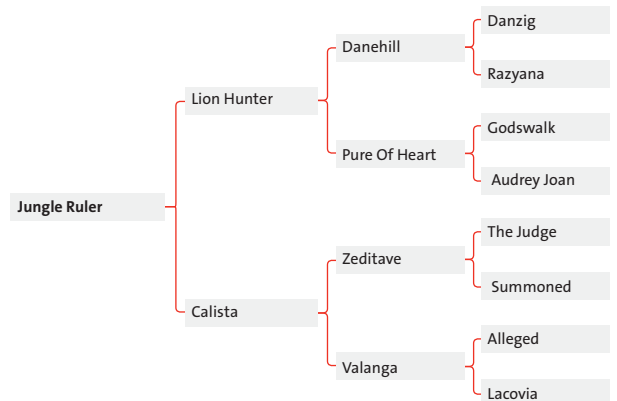 Jungle Ruler
Lion Hunter
Calista
Danehill
Pure Of Heart
Zeditave
Valanga
Danzig
Razyana
Godswalk
Audrey Joan
The Judge
Summoned
Alleged
Lacovia